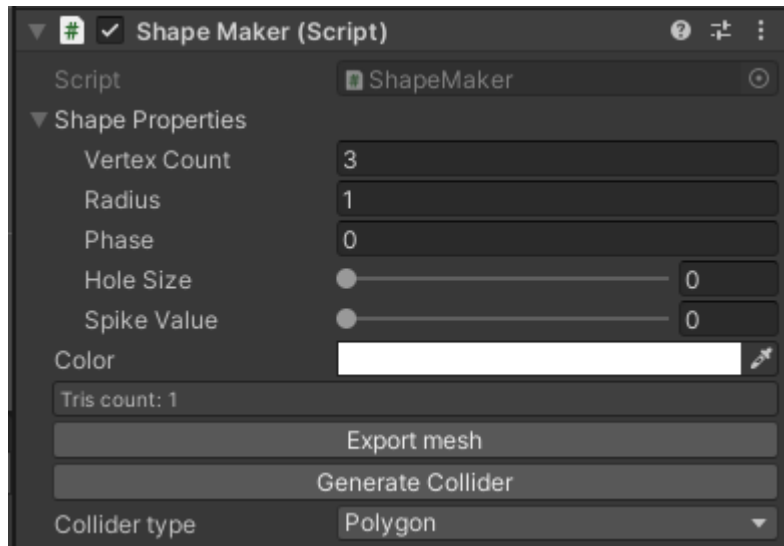 Shape Maker (Script)
Script ShapeMaker
Shape Properties
Vertex Count 3
Radius 1
Phase 0
Hole Size 0
Spike Value 0
Color
Tris count: 1
Export mesh
Generate Collider
Collider type Polygon